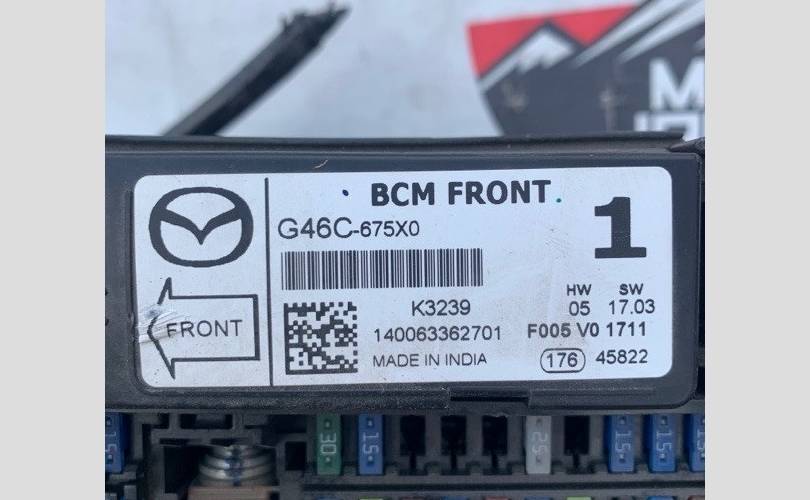 BCM FRONT
G46C-675X0
1
FRONT
K3239
140063362701
MADE IN INDIA
HW SW
05 17.03
F005 V0 1711
176 45822
30
15
25
15
15
15